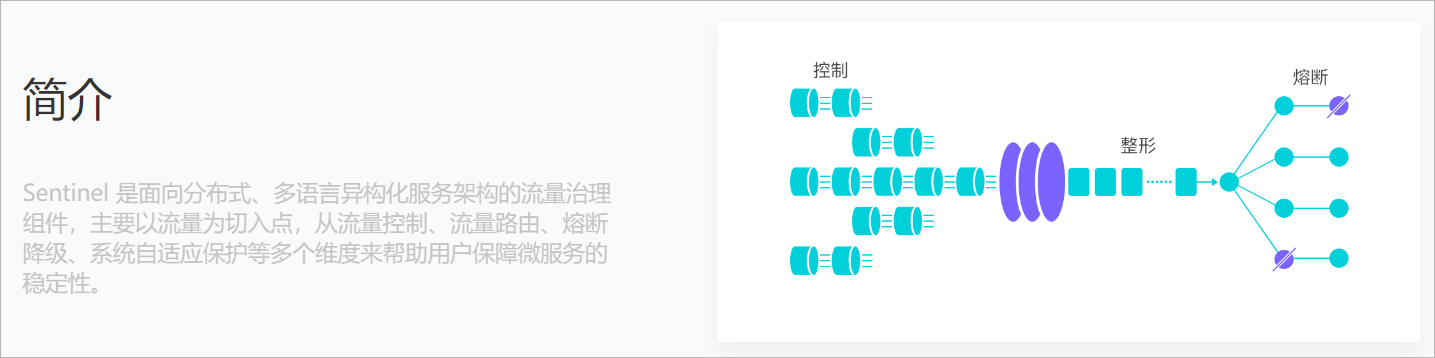 简介
Sentinel 是面向分布式、多语言异构化服务架构的流量治理
组件，主要以流量为切入点，从流量控制、流量路由、熔断
降级、系统自适应保护等多个维度来帮助用户保障微服务的
稳定性。
控制
整形
熔断